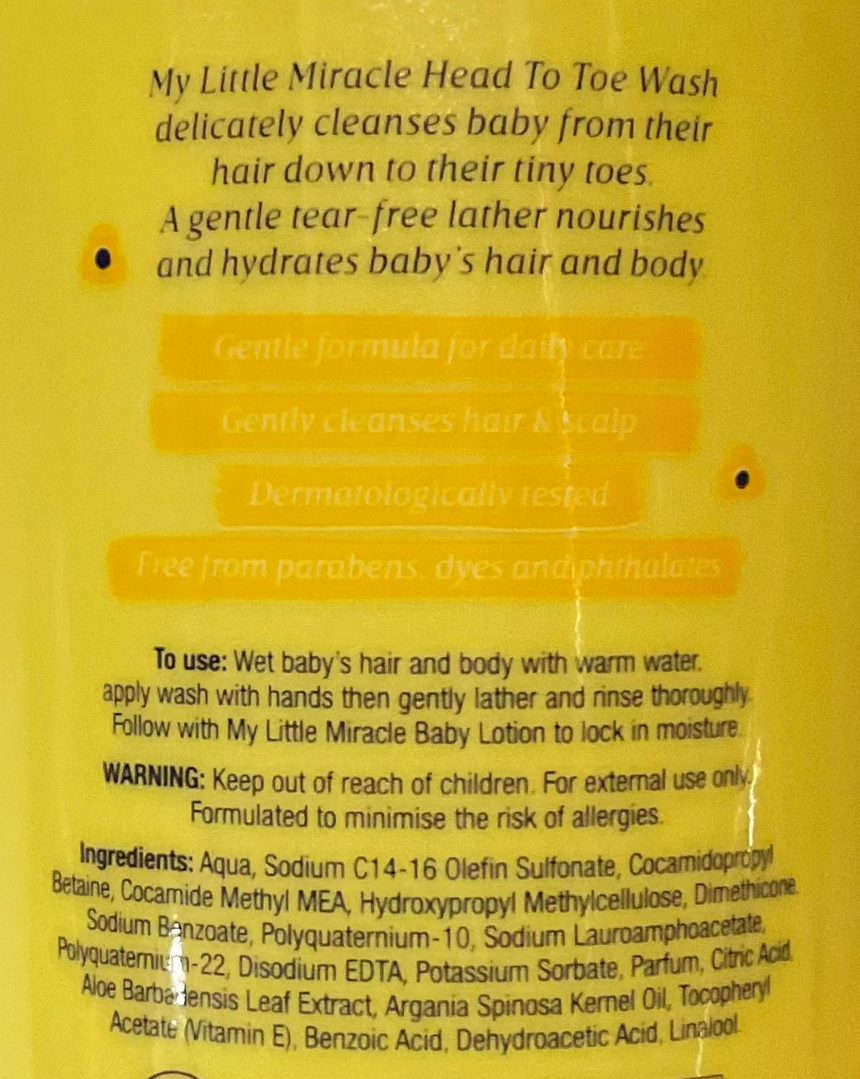 My Little Miracle Head To Toe Wash
delicately cleanses baby from their
hair down to their tiny toes.
A gentle tear-free lather nourishes
and hydrates baby's hair and body
Gentle formula for daily care
Gently cleanses hair & scalp
Dermatologically tested
Free from parabens, dyes and phthalates
To use: Wet baby's hair and body with warm water,
apply wash with hands then gently lather and rinse thoroughly.
Follow with My Little Miracle Baby Lotion to lock in moisture.
WARNING: Keep out of reach of children. For external use only.
Formulated to minimise the risk of allergies.
Ingredients: Aqua, Sodium C14-16 Olefin Sulfonate, Cocamidopropyl
Betaine, Cocamide Methyl MEA, Hydroxypropyl Methylcellulose, Dimethicone,
Sodium Benzoate, Polyquaternium-10, Sodium Lauroamphoacetate,
Polyquaternium-22, Disodium EDTA, Potassium Sorbate, Parfum, Citric Acid,
Aloe Barbadensis Leaf Extract, Argania Spinosa Kernel Oil, Tocopheryl
Acetate (Vitamin E), Benzoic Acid, Dehydroacetic Acid, Linalool.